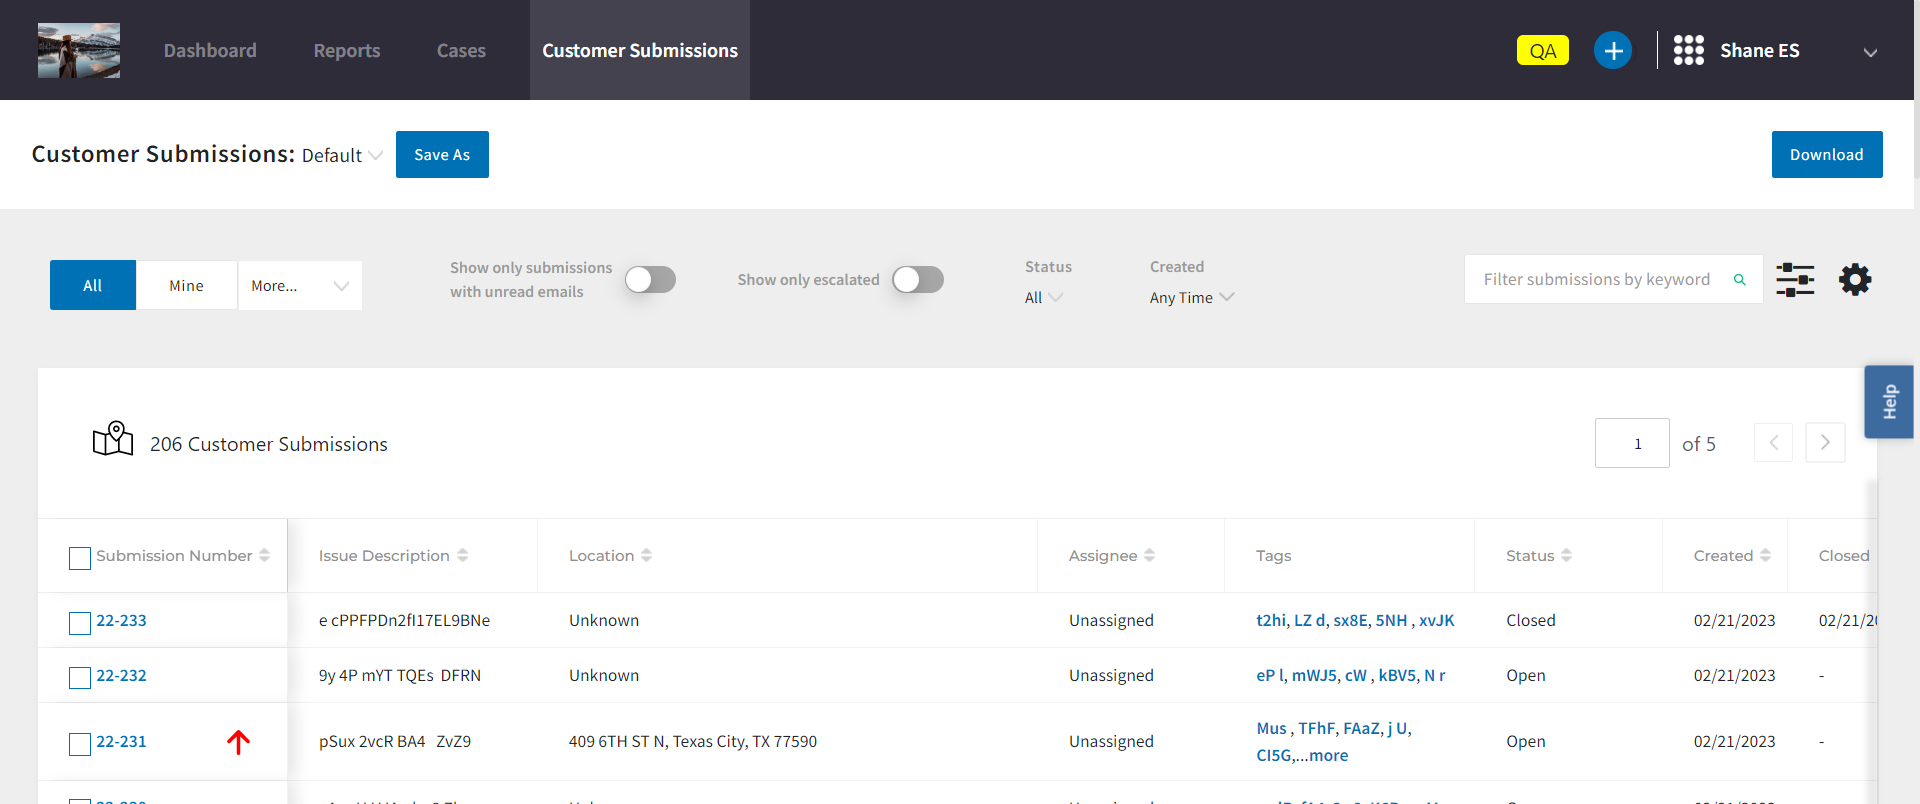 Dashboard
Reports
Cases
Customer Submissions
QA
Shane ES
Customer Submissions: Default
Save As
Download
All
Mine
More...
Show only submissions
with unread emails
Show only escalated
Status
All
Created
Any Time
Filter submissions by keyword
Help
206 Customer Submissions
1 of 5
Submission Number Issue Description Location Assignee Tags Status Created Closed
22-233 e cPPFPDn2fI17EL9BNe Unknown Unassigned t2hi, LZ d, sx8E, 5NH , xvJK Closed 02/21/2023
22-232 9y 4P mYT TQEs DFRN Unknown Unassigned eP l, mWJ5, cW , kBV5, N r Open 02/21/2023 -
Mus , TFhF, FAaZ, j U,
22-231 pSux 2vcR BA4 ZvZ9 409 6TH ST N, Texas City, TX 77590 Unassigned Open 02/21/2023 -
CI5G,...more